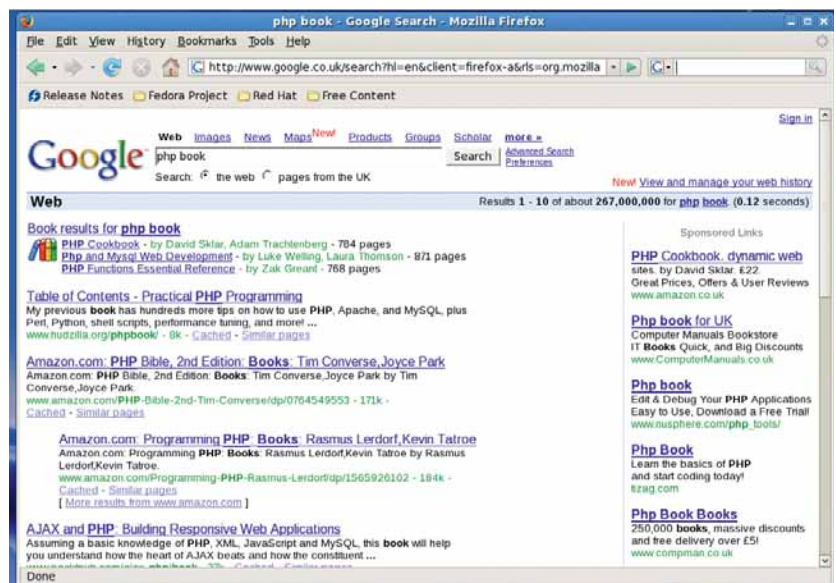 php book - Google Search - Mozilla Firefox
File Edit View History Bookmarks Tools Help
http://www.google.co.uk/search?hl=en&client=firefox-a&rls=org.mozilla
Release Notes Fedora Project Red Hat Free Content
Sign in
Google
Web Images News Maps New! Products Groups Scholar more »
php book Search Advanced Search
Preferences
Search: the web pages from the UK
New! View and manage your web history
Web Results 1 - 10 of about 267,000,000 for php book. (0.12 seconds)
Book results for php book
PHP Cookbook - by David Sklar, Adam Trachtenberg - 784 pages
Php and Mysql Web Development - by Luke Welling, Laura Thomson - 871 pages
PHP Functions Essential Reference - by Zak Greant - 768 pages
Table of Contents - Practical PHP Programming
My previous book has hundreds more tips on how to use PHP, Apache, and MySQL, plus
Perl, Python, shell scripts, performance tuning, and more! ...
www.hudzilla.org/phpbook/ - 8k - Cached - Similar pages
Amazon.com: PHP Bible, 2nd Edition: Books: Tim Converse,Joyce Park
Amazon.com: PHP Bible, 2nd Edition: Books: Tim Converse,Joyce Park by Tim
Converse,Joyce Park.
www.amazon.com/PHP-Bible-2nd-Tim-Converse/dp/0764549553 - 171k -
Cached - Similar pages
Amazon.com: Programming PHP: Books: Rasmus Lerdorf,Kevin Tatroe
Amazon.com: Programming PHP: Books: Rasmus Lerdorf,Kevin Tatroe by Rasmus
Lerdorf,Kevin Tatroe.
www.amazon.com/Programming-PHP-Rasmus-Lerdorf/dp/1565926102 - 184k -
Cached - Similar pages
[ More results from www.amazon.com ]
AJAX and PHP: Building Responsive Web Applications
Assuming a basic knowledge of PHP, XML, JavaScript and MySQL, this book will help
you understand how the heart of AJAX beats and how the constituent ...
Sponsored Links
PHP Cookbook. dynamic web
sites. by David Sklar. £22.
Great Prices, Offers & User Reviews
www.amazon.co.uk
Php book for UK
Computer Manuals Bookstore
IT Books Quick, and Big Discounts
www.ComputerManuals.co.uk
Php book
Edit & Debug Your PHP Applications
Easy to Use, Download a Free Trial!
www.nusphere.com/php_tools/
Php Book
Learn the basics of PHP
and start coding today!
tizag.com
Php Book Books
250,000 books, massive discounts
and free delivery over £5!
www.compman.co.uk
Done